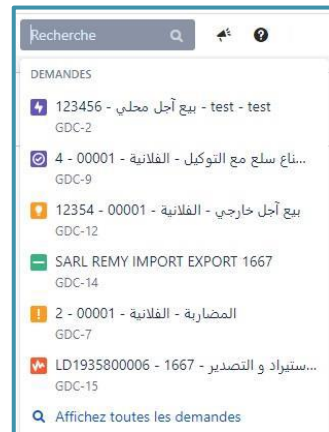 Recherche
DEMANDES
123456 - بيع آجل محلي - test - test
GDC-2
4 - 00001 - الفلانية - ناع سلع مع التوكيل...
GDC-9
12354 - 00001 - الفلانية - بيع آجل خارجي
GDC-12
SARL REMY IMPORT EXPORT 1667
GDC-14
2 - 00001 - الفلانية - المضاربة
GDC-7
LD1935800006 - 1667 - ستيراد و التصدير...
GDC-15
Affichez toutes les demandes